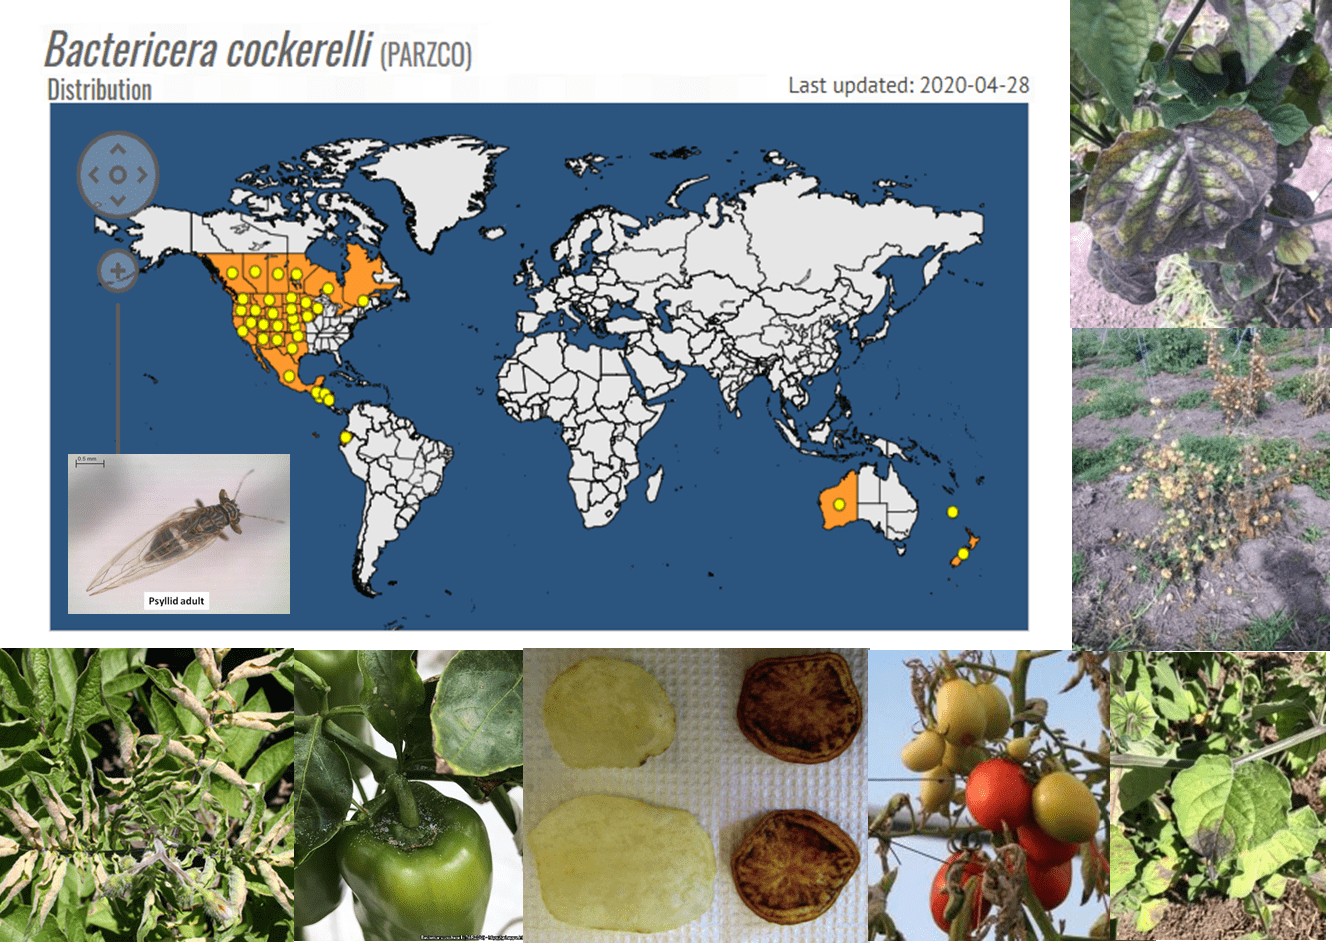 Bactericera cockerelli (PARZCO)
Distribution
Last updated: 2020-04-28
0.5 mm
Psyllid adult